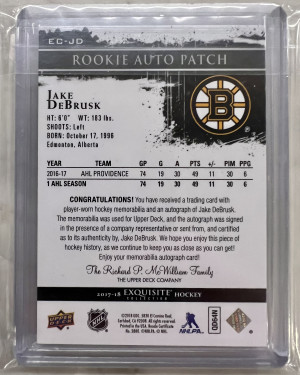 EC-JD
ROOKIE AUTO PATCH
JAKE
DEBRUSK
HT: 6'0" WT: 183 lbs.
SHOOTS: Left
BORN: October 17, 1996
Edmonton, Alberta
B
YEAR TEAM GP G A PTS +/- PIM PPG
2016-17 AHL PROVIDENCE 74 19 30 49 11 30 6
1 AHL SEASON 74 19 30 49 11 30 6
CONGRATULATIONS! You have received a trading card with
player-worn hockey memorabilia and an autograph of Jake DeBrusk.
The memorabilia was used for Upper Deck, and the autograph was signed
in the presence of a company representative or sent from, and certified
as to its authenticity by, Jake DeBrusk. We hope you enjoy this piece of
hockey history, as we continue to keep you as close as you can get!
Enjoy your memorabilia autograph card!
The Richard P. McWilliam Family
THE UPPER DECK COMPANY
2017-18 EXQUISITE HOCKEY
COLLECTION
UPPER DECK
NHL
NHLPA
QD64N